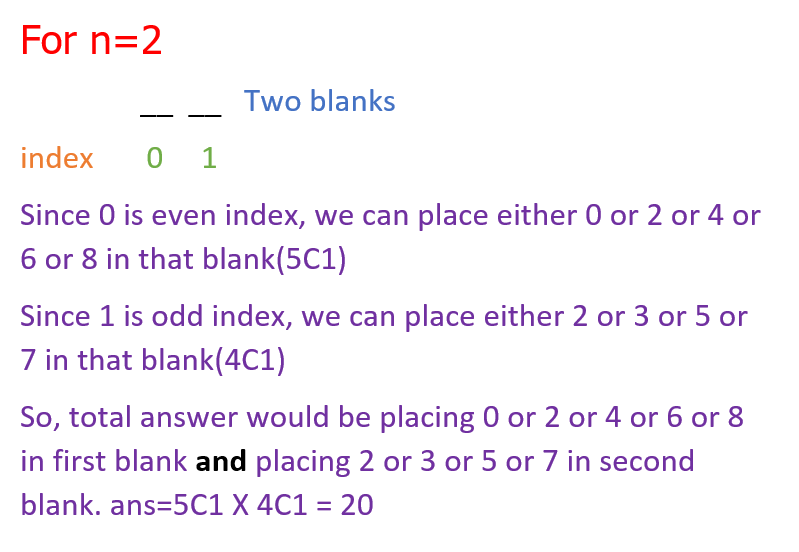 For n=2
__ __ Two blanks
index 0 1
Since 0 is even index, we can place either 0 or 2 or 4 or
6 or 8 in that blank(5C1)
Since 1 is odd index, we can place either 2 or 3 or 5 or
7 in that blank(4C1)
So, total answer would be placing 0 or 2 or 4 or 6 or 8
in first blank and placing 2 or 3 or 5 or 7 in second
blank. ans=5C1 X 4C1 = 20